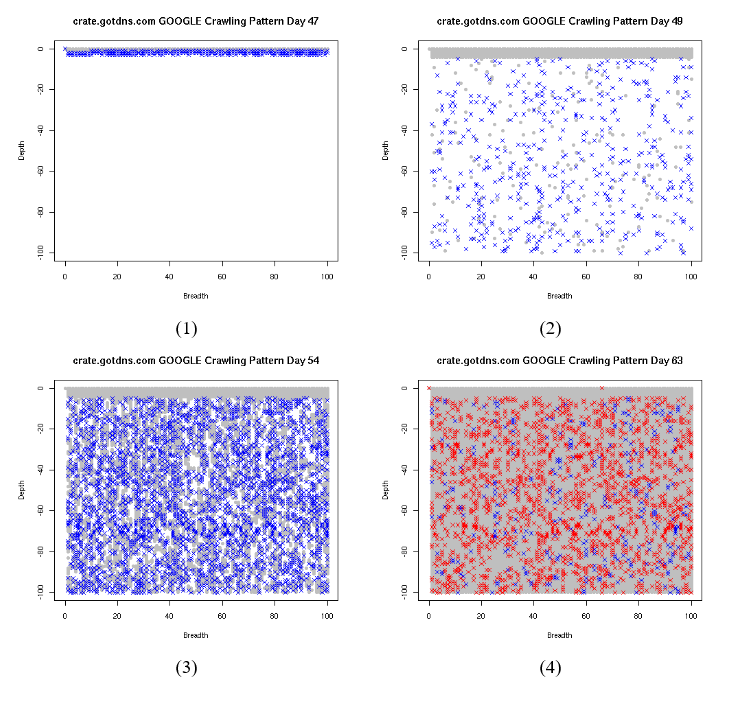 crate.gotdns.com GOOGLE Crawling Pattern Day 47
0
-20
-40
-60
-80
-100
Depth
0 20 40 60 80 100
Breadth
(1)
crate.gotdns.com GOOGLE Crawling Pattern Day 49
0
-20
-40
-60
-80
-100
Depth
0 20 40 60 80 100
Breadth
(2)
crate.gotdns.com GOOGLE Crawling Pattern Day 54
0
-20
-40
-60
-80
-100
Depth
0 20 40 60 80 100
Breadth
(3)
crate.gotdns.com GOOGLE Crawling Pattern Day 63
0
-20
-40
-60
-80
-100
Depth
0 20 40 60 80 100
Breadth
(4)